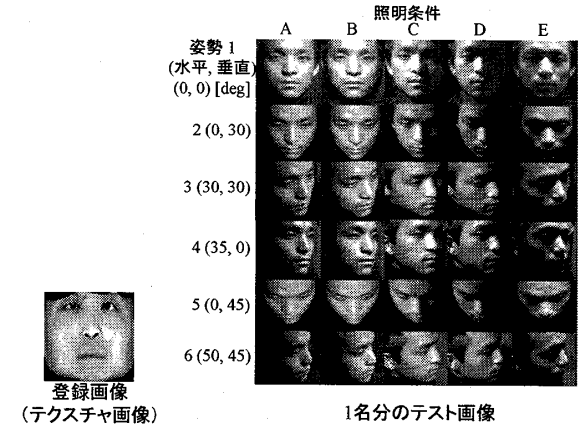 照明条件
A B C D E
姿勢 1
(水平, 垂直)
(0, 0) [deg]
2 (0, 30)
3 (30, 30)
4 (35, 0)
5 (0, 45)
6 (50, 45)
登録画像
(テクスチャ画像)
1名分のテスト画像